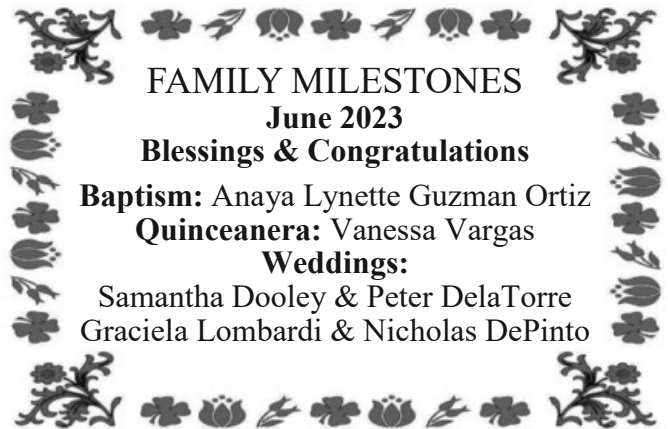 FAMILY MILESTONES
June 2023
Blessings & Congratulations
Baptism: Anaya Lynette Guzman Ortiz
Quinceanera: Vanessa Vargas
Weddings:
Samantha Dooley & Peter DelaTorre
Graciela Lombardi & Nicholas DePinto